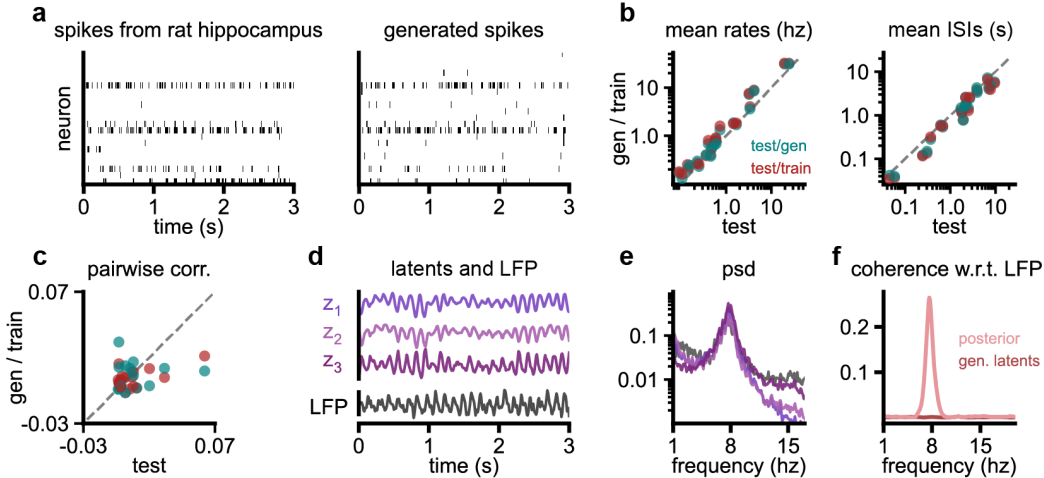 a
spikes from rat hippocampus
generated spikes
neuron
0 1 2 3
time (s)
0 1 2 3
time (s)
b
mean rates (hz)
mean ISIs (s)
gen / train
10
1.0
test/gen
test/train
1.0 10
test
10
1.0
0.1
0.1 1.0 10
test
c
pairwise corr.
gen / train
0.07
-0.03
-0.03 0.07
test
d
latents and LFP
z1
z2
z3
LFP
0 1 2 3
time (s)
e
psd
0.1
0.01
1 8 15
frequency (hz)
f
coherence w.r.t. LFP
0.2
0.1
posterior
gen. latents
1 8 15
frequency (hz)